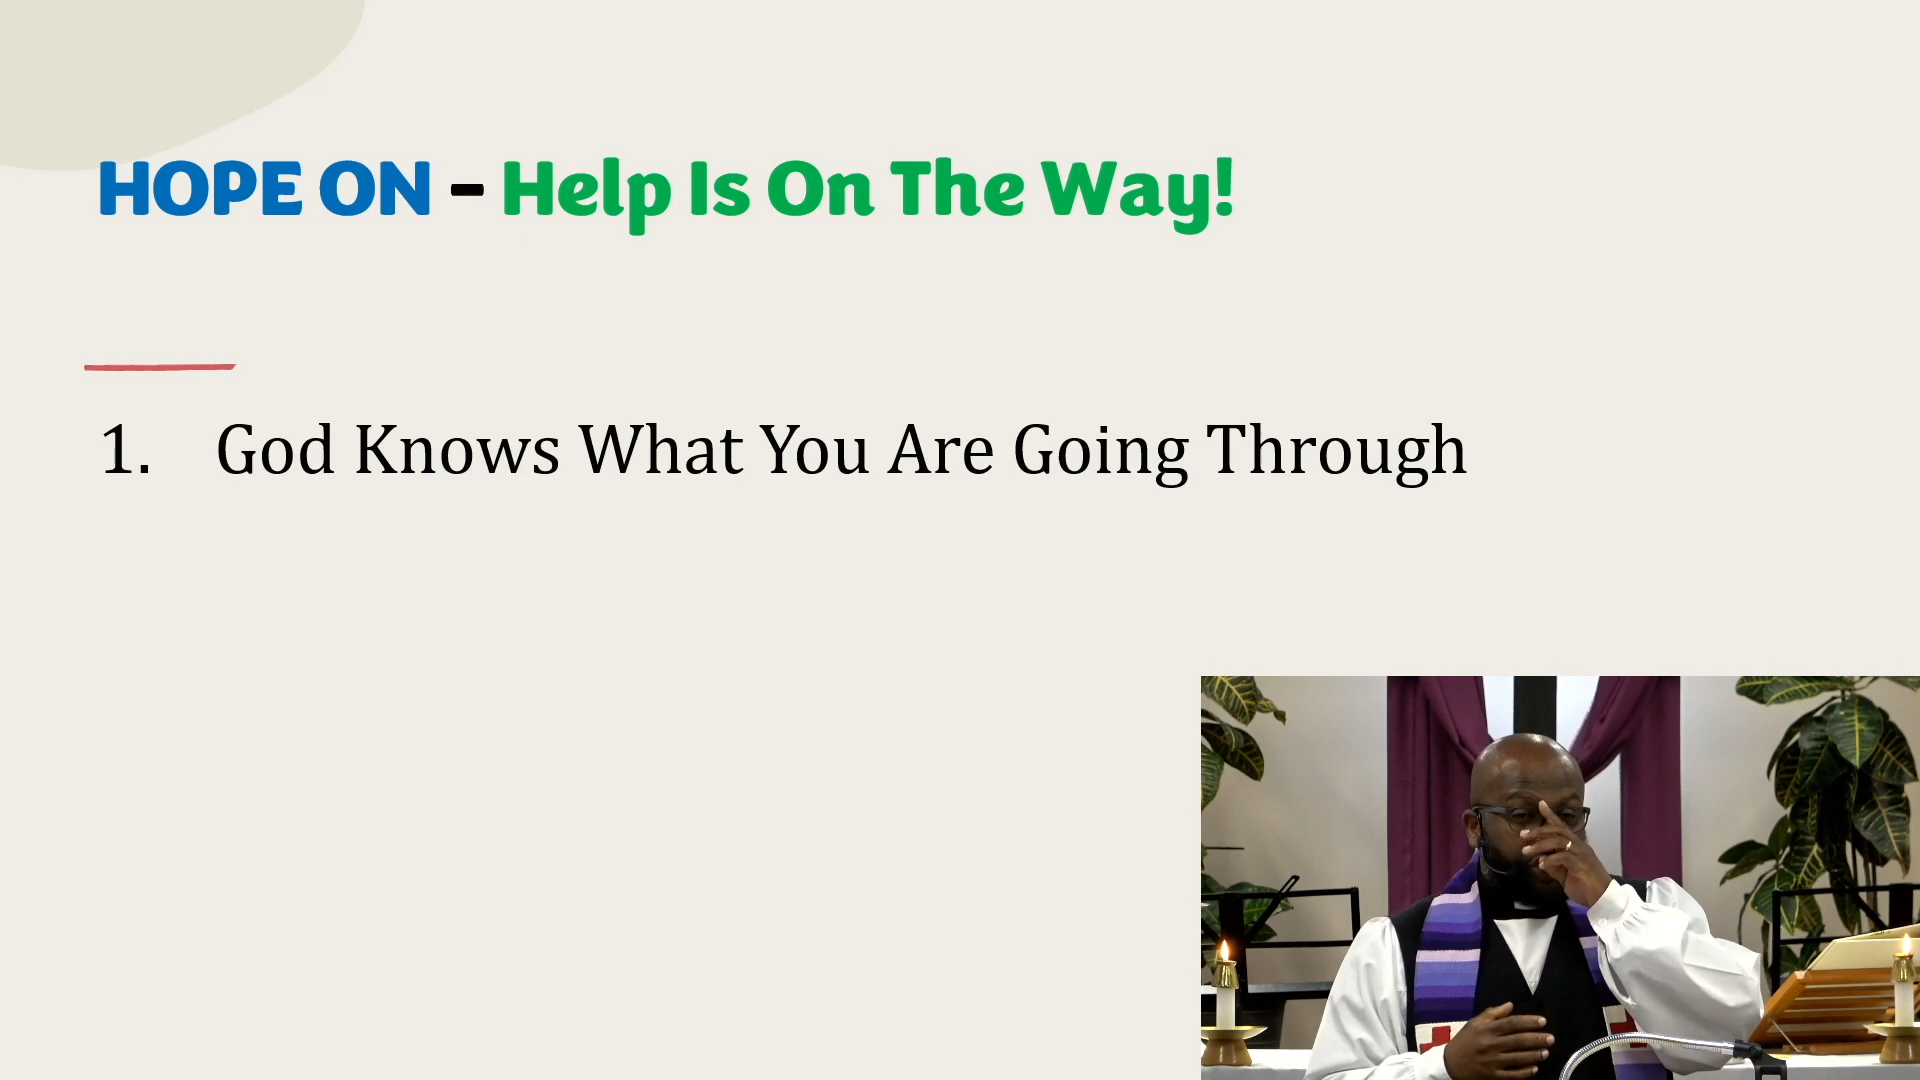 HOPE ON – Help Is On The Way!
1. God Knows What You Are Going Through